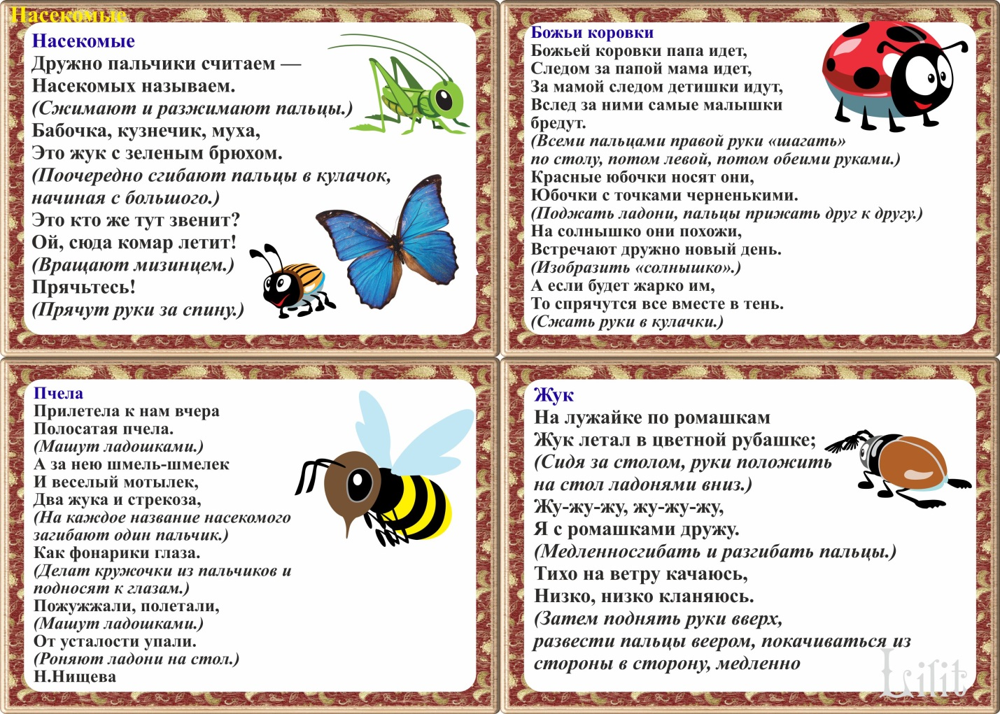 Насекомые
Насекомые
Дружно пальчики считаем —
Насекомых называем.
(Сжимают и разжимают пальцы.)
Бабочка, кузнечик, муха,
Это жук с зеленым брюхом.
(Поочередно сгибают пальцы в кулачок,
начиная с большого.)
Это кто же тут звенит?
Ой, сюда комар летит!
(Вращают мизинцем.)
Прячьтесь!
(Прячут руки за спину.)
Божьи коровки
Божьей коровки папа идет,
Следом за папой мама идет,
За мамой следом детишки идут,
Вслед за ними самые малышки
бредут.
(Всеми пальцами правой руки «шагать»
по столу, потом левой, потом обеими руками.)
Красные юбочки носят они,
Юбочки с точками черненькими.
(Поджать ладони, пальцы прижать друг к другу.)
На солнышко они похожи,
Встречают дружно новый день.
(Изобразить «солнышко».)
А если будет жарко им,
То спрячутся все вместе в тень.
(Сжать руки в кулачки.)
Пчела
Прилетела к нам вчера
Полосатая пчела.
(Машут ладошками.)
А за нею шмель-шмелек
И веселый мотылек,
Два жука и стрекоза,
(На каждое название насекомого
загибают один пальчик.)
Как фонарики глаза.
(Делат кружочки из пальчиков и
подносят к глазам.)
Пожужжали, полетали,
(Машут ладошками.)
От усталости упали.
(Роняют ладони на стол.)
Н.Нищева
Жук
На лужайке по ромашкам
Жук летал в цветной рубашке;
(Сидя за столом, руки положить
на стол ладонями вниз.)
Жу-жу-жу, жу-жу-жу,
Я с ромашками дружу.
(Медленносгибать и разгибать пальцы.)
Тихо на ветру качаюсь,
Низко, низко кланяюсь.
(Затем поднять руки вверх,
развести пальцы веером, покачиваться из
стороны в сторону, медленно
Lilit